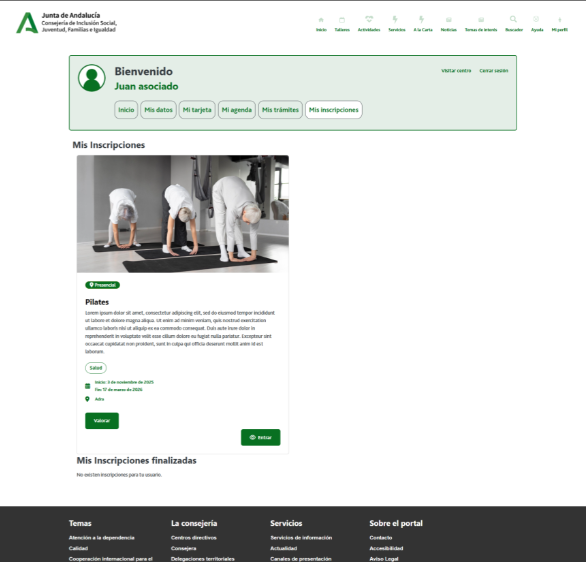 Junta de Andalucía
Consejería de Inclusión Social,
Juventud, Familias e Igualdad
Inicio Talleres Actividades Servicios A la Carta Noticias Temas de interés Buscador Ayuda Mi perfil
Bienvenido
Juan asociado
Visitar centro Cerrar sesión
Inicio Mis datos Mi tarjeta Mi agenda Mis trámites Mis inscripciones
Mis Inscripciones
Presencial
Pilates
Lorem ipsum dolor sit amet, consectetur adipiscing elit, sed do eiusmod tempor incididunt
ut labore et dolore magna aliqua. Ut enim ad minim veniam, quis nostrud exercitation
ullamco laboris nisi ut aliquip ex ea commodo consequat. Duis aute irure dolor in
reprehenderit in voluptate velit esse cillum dolore eu fugiat nulla pariatur. Excepteur sint
occaecat cupidatat non proident, sunt in culpa qui officia deserunt mollit anim id est
laborum.
Salud
Inicio: 3 de noviembre de 2025
Fin: 17 de marzo de 2026
Adra
Valorar
Entrar
Mis Inscripciones finalizadas
No existen inscripciones para tu usuario.
Temas La consejería Servicios Sobre el portal
Atención a la dependencia Centros directivos Servicios de información Contacto
Calidad Consejera Actualidad Accesibilidad
Cooperación internacional para el Delegaciones territoriales Canales de presentación Aviso Legal